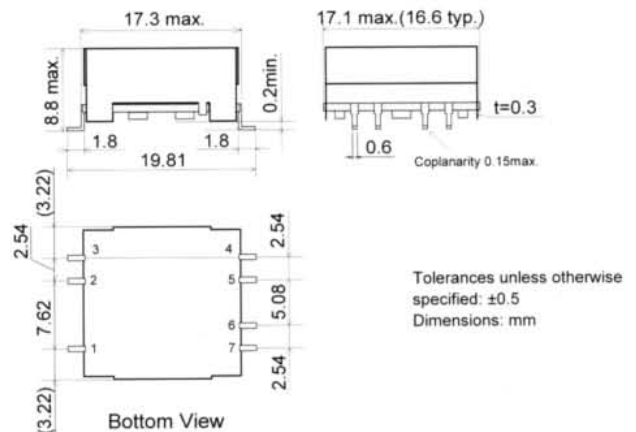 17.3 max.
17.1 max.(16.6 typ.)
8.8 max.
0.2min.
t=0.3
1.8
1.8
0.6
Coplanarity 0.15max.
19.81
(3.22)
2.54
7.62
(3.22)
3
4
2
5
6
1
7
2.54
5.08
2.54
Tolerances unless otherwise
specified: ±0.5
Dimensions: mm
Bottom View